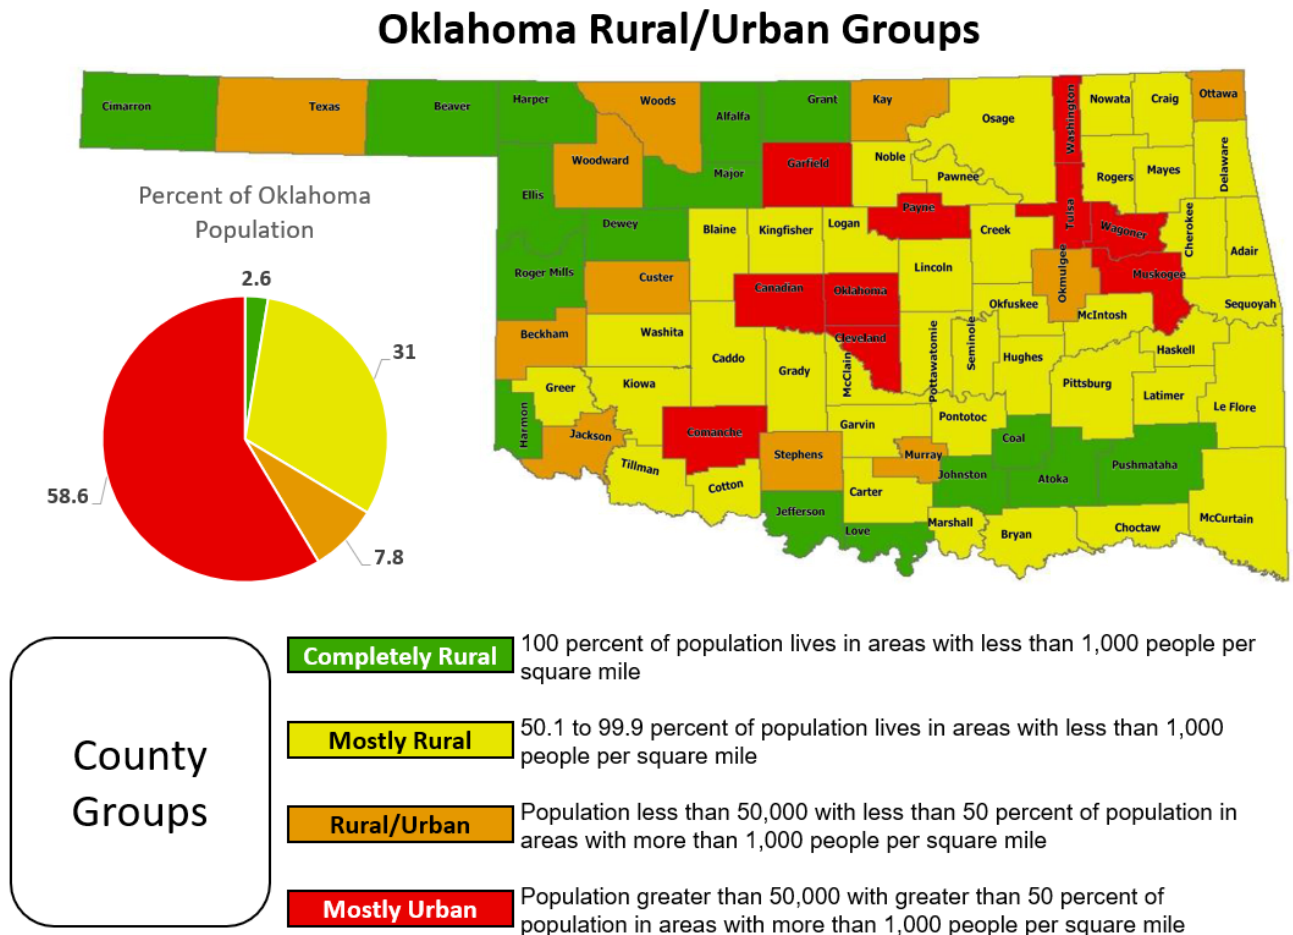 Oklahoma Rural/Urban Groups
Cimarron
Texas
Beaver
Harper
Woods
Alfalfa
Grant
Kay
Osage
Washington
Nowata
Craig
Ottawa
Ellis
Woodward
Major
Garfield
Noble
Pawnee
Rogers
Mayes
Delaware
Dewey
Blaine
Kingfisher
Logan
Payne
Creek
Tulsa
Wagoner
Cherokee
Adair
Roger Mills
Custer
Canadian
Oklahoma
Lincoln
Okmulgee
Muskogee
Okfuskee
McIntosh
Sequoyah
Beckham
Washita
Caddo
Grady
Cleveland
McClain
Pottawatomie
Seminole
Hughes
Pittsburg
Haskell
Latimer
Le Flore
Greer
Kiowa
Harmon
Jackson
Comanche
Tillman
Cotton
Stephens
Garvin
Murray
Pontotoc
Coal
Johnston
Atoka
Pushmataha
Carter
Jefferson
Love
Marshall
Bryan
Choctaw
McCurtain
Percent of Oklahoma
Population
2.6
31
58.6
7.8
County
Groups
Completely Rural
100 percent of population lives in areas with less than 1,000 people per
square mile
Mostly Rural
50.1 to 99.9 percent of population lives in areas with less than 1,000
people per square mile
Rural/Urban
Population less than 50,000 with less than 50 percent of population in
areas with more than 1,000 people per square mile
Mostly Urban
Population greater than 50,000 with greater than 50 percent of
population in areas with more than 1,000 people per square mile